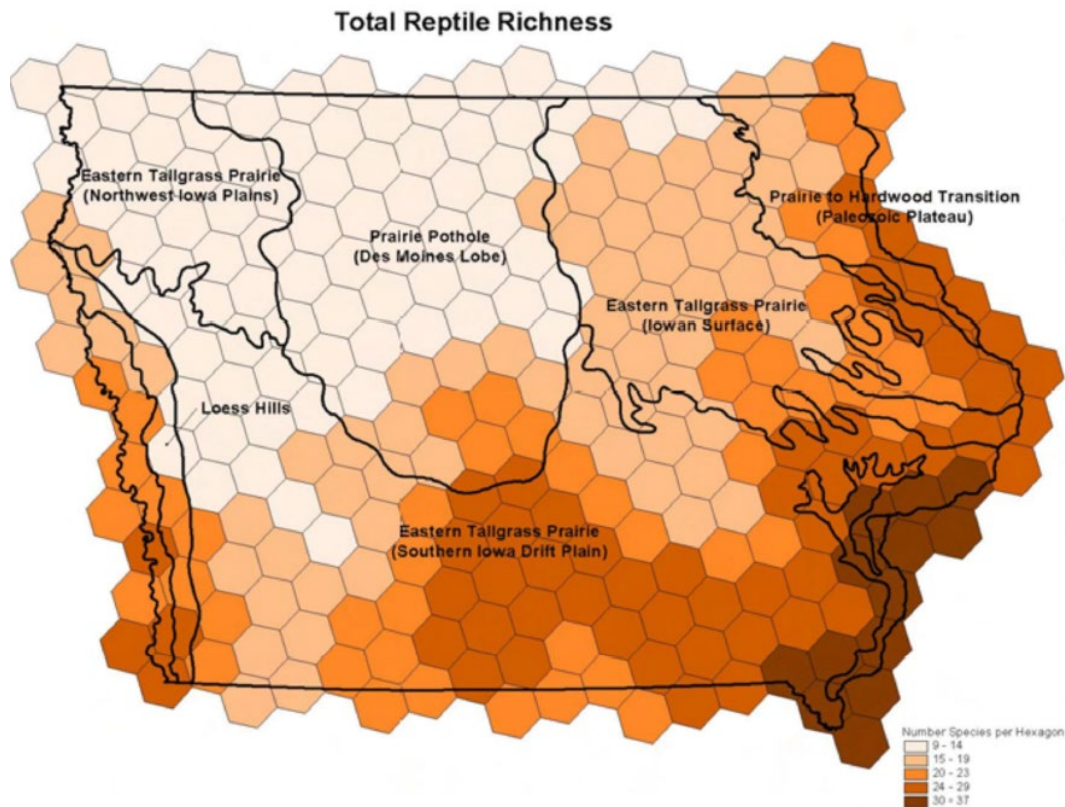 Total Reptile Richness
Eastern Tallgrass Prairie
(Northwest Iowa Plains)
Prairie to Hardwood Transition
(Paleozoic Plateau)
Prairie Pothole
(Des Moines Lobe)
Eastern Tallgrass Prairie
(Iowan Surface)
Loess Hills
Eastern Tallgrass Prairie
(Southern Iowa Drift Plain)
Number Species per Hexagon
9 - 14
15 - 19
20 - 23
24 - 29
30 - 37